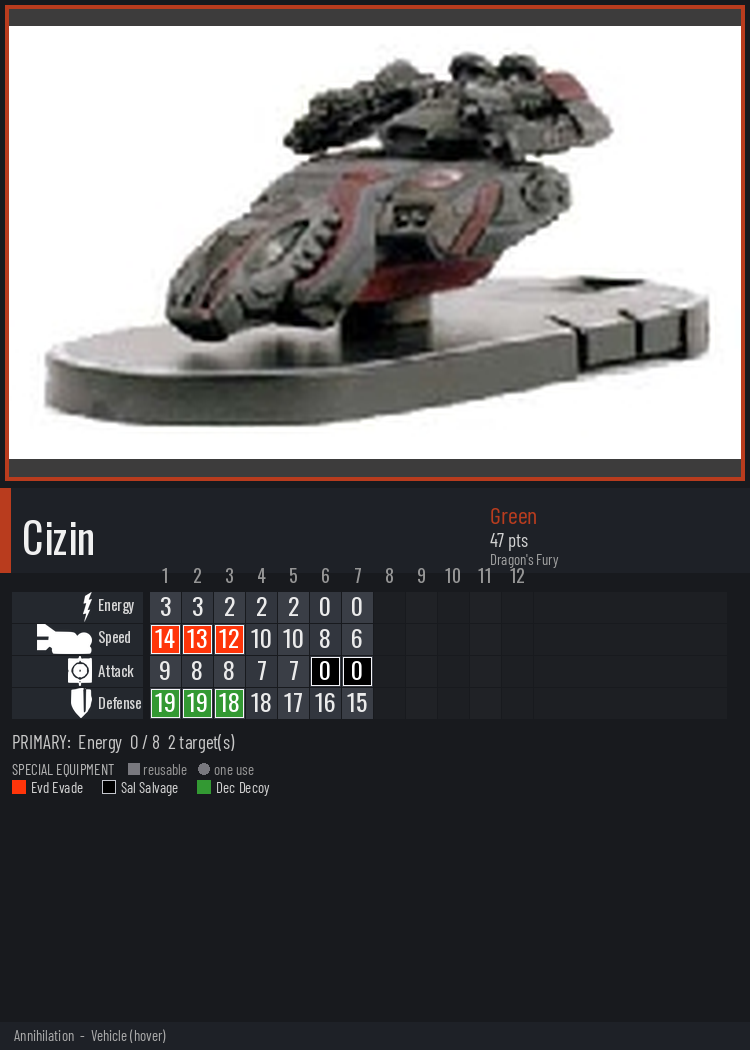 Cizin
Green
47 pts
Dragon's Fury
1 2 3 4 5 6 7 8 9 10 11 12
Energy 3 3 2 2 2 0 0
Speed 14 13 12 10 10 8 6
Attack 9 8 8 7 7 0 0
Defense 19 19 18 18 17 16 15
PRIMARY: Energy 0 / 8 2 target(s)
SPECIAL EQUIPMENT reusable one use
Evd Evade Sal Salvage Dec Decoy
Annihilation - Vehicle (hover)